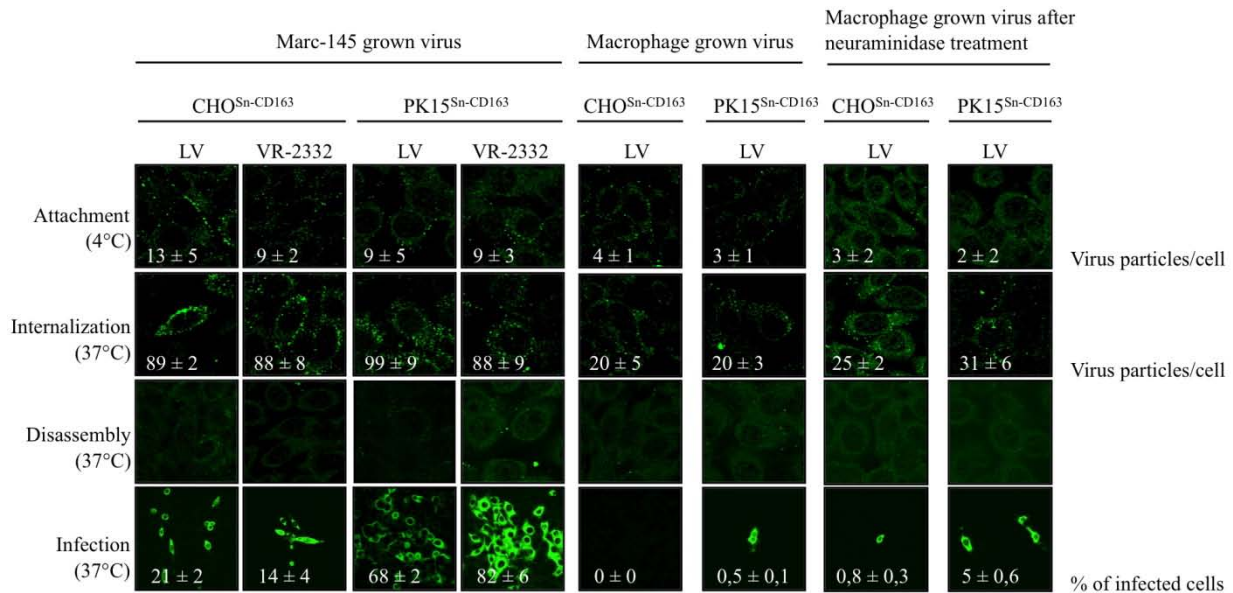 Marc-145 grown virus
Macrophage grown virus
Macrophage grown virus after
neuraminidase treatment
CHOSn-CD163
PK15Sn-CD163
CHOSn-CD163
PK15Sn-CD163
CHOSn-CD163
PK15Sn-CD163
LV
VR-2332
LV
VR-2332
LV
LV
LV
LV
Attachment
(4°C)
13 ± 5
9 ± 2
9 ± 5
9 ± 3
4 ± 1
3 ± 1
3 ± 2
2 ± 2
Virus particles/cell
Internalization
(37°C)
89 ± 2
88 ± 8
99 ± 9
88 ± 9
20 ± 5
20 ± 3
25 ± 2
31 ± 6
Virus particles/cell
Disassembly
(37°C)
Infection
(37°C)
21 ± 2
14 ± 4
68 ± 2
82 ± 6
0 ± 0
0,5 ± 0,1
0,8 ± 0,3
5 ± 0,6
% of infected cells